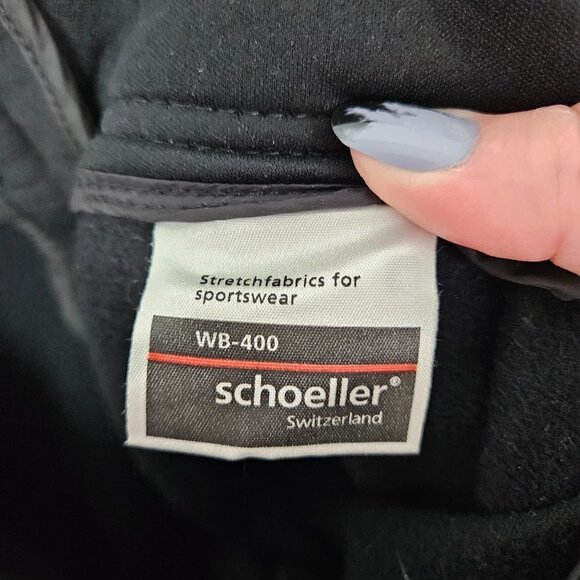 Stretchfabrics for
sportswear
WB-400
schoeller®
Switzerland